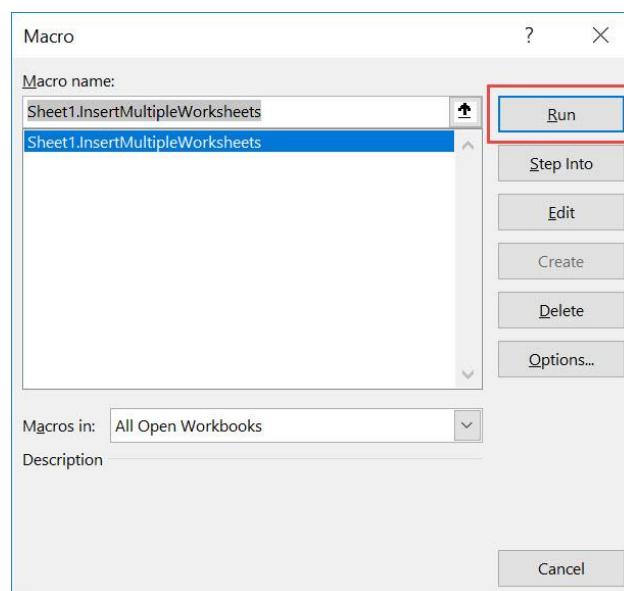 Macro ?
Macro name:
Sheet1.InsertMultipleWorksheets
Run
Sheet1.InsertMultipleWorksheets
Step Into
Edit
Create
Delete
Options...
Macros in: All Open Workbooks
Description
Cancel